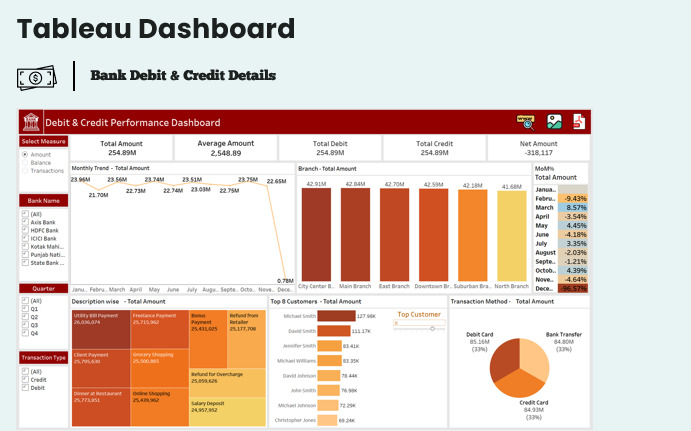 Tableau Dashboard
Bank Debit & Credit Details
Debit & Credit Performance Dashboard
Select Measure
Amount
Balance
Transactions
Total Amount
254.89M
Average Amount
2,548.89
Total Debit
254.89M
Total Credit
254.89M
Net Amount
-318,117
Monthly Trend - Total Amount
23.96M 23.56M 23.74M 23.51M 23.75M 22.65M
21.70M 22.73M 22.74M 23.03M 22.75M
0.78M
Janu.. Febru.. March April May June July Augus.. Septe.. Octo.. Nove.. Dece..
Branch - Total Amount
42.91M 42.84M 42.70M 42.59M 42.18M 41.68M
City Center B.. Main Branch East Branch Downtown Br.. Suburban Bra.. North Branch
MoM%
Total Amount
Janua..
Febru.. -9.43%
March 8.57%
April -3.54%
May 4.45%
June -4.18%
July 3.35%
August -2.03%
Septe.. -1.21%
Octob.. 4.39%
Nove.. -4.64%
Dece.. -96.57%
Bank Name
(All)
Axis Bank
HDFC Bank
ICICI Bank
Kotak Mahi...
Punjab Nati...
State Bank ...
Quarter
(All)
Q1
Q2
Q3
Q4
Transaction Type
(All)
Credit
Debit
Description wise - Total Amount
Utility Bill Payment
26,036,074
Freelance Payment
25,715,962
Bonus
Payment
25,431,025
Refund from
Retailer
25,177,708
Client Payment
25,795,630
Grocery Shopping
25,500,865
Refund for Overcharge
25,059,626
Dinner at Restaurant
25,773,851
Online Shopping
25,439,962
Salary Deposit
24,957,952
Top 8 Customers - Total Amount
Michael Smith 127.98K
David Smith 111.17K
Jennifer Smith 83.41K
Michael Williams 83.35K
David Johnson 78.44K
John Smith 76.98K
Michael Johnson 72.29K
Christopher Jones 69.24K
Top Customer
8
Transaction Method - Total Amount
Debit Card
85.16M
(33%)
Bank Transfer
84.80M
(33%)
Credit Card
84.93M
(33%)